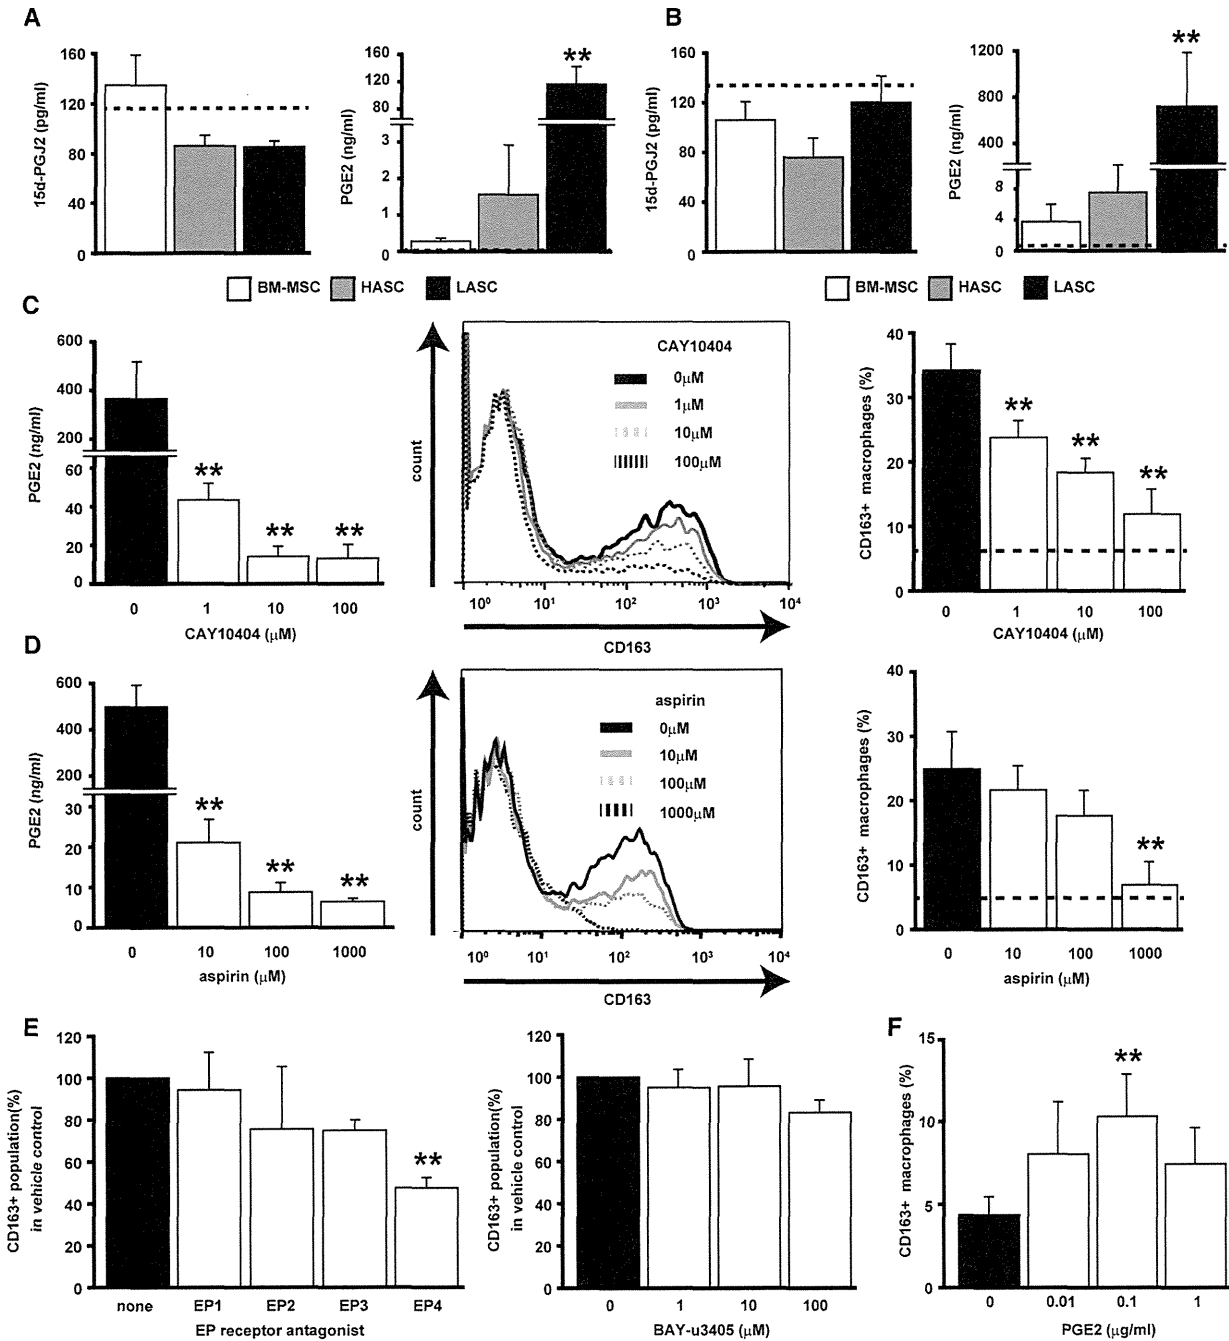 A
15d-PGJ2 (pg/ml)
160
120
80
40
0
PGE2 (ng/ml)
160
120
80
3
2
1
0
**
B
15d-PGJ2 (pg/ml)
160
120
80
40
0
PGE2 (ng/ml)
1200
800
400
8
4
0
**
BM-MSC HASC LASC
BM-MSC HASC LASC
C
PGE2 (ng/ml)
600
400
200
60
40
20
0
** ** **
0 1 10 100
CAY10404 (μM)
count
CAY10404
0μM
1μM
10μM
100μM
10⁰ 10¹ 10² 10³ 10⁴
CD163
CD163+ macrophages (%)
40
30
20
10
0
** ** **
0 1 10 100
CAY10404 (μM)
D
PGE2 (ng/ml)
600
400
200
30
20
10
0
** ** **
0 10 100 1000
aspirin (μM)
count
aspirin
0μM
10μM
100μM
1000μM
10⁰ 10¹ 10² 10³ 10⁴
CD163
CD163+ macrophages (%)
40
30
20
10
0
**
0 10 100 1000
aspirin (μM)
E
CD163+ population(%)
in vehicle control
120
100
80
60
40
20
0
**
none EP1 EP2 EP3 EP4
EP receptor antagonist
CD163+ population(%)
in vehicle control
120
100
80
60
40
20
0
0 1 10 100
BAY-u3405 (μM)
F
CD163+ macrophages (%)
15
10
5
0
**
0 0.01 0.1 1
PGE2 (μg/ml)